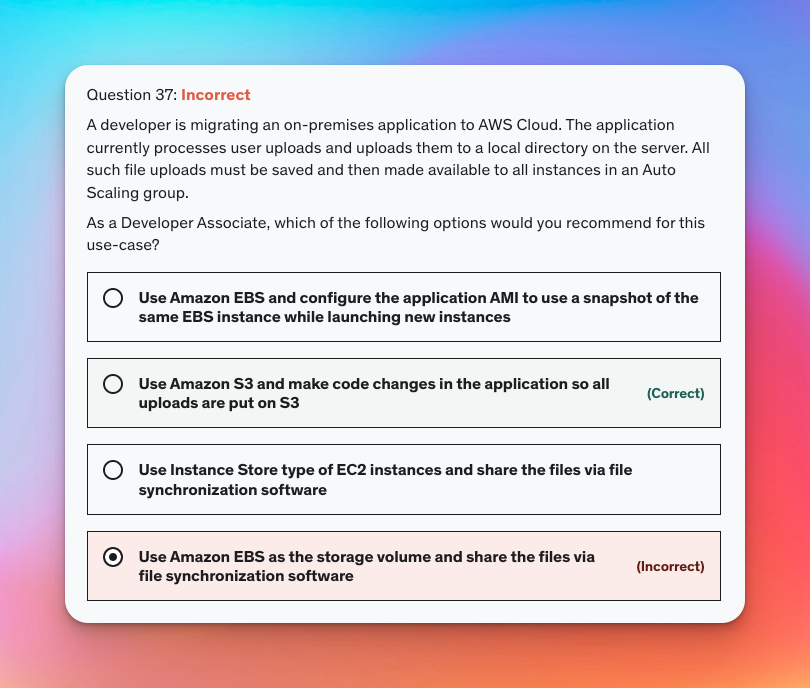 Question 37: Incorrect
A developer is migrating an on-premises application to AWS Cloud. The application
currently processes user uploads and uploads them to a local directory on the server. All
such file uploads must be saved and then made available to all instances in an Auto
Scaling group.
As a Developer Associate, which of the following options would you recommend for this
use-case?
Use Amazon EBS and configure the application AMI to use a snapshot of the
same EBS instance while launching new instances
Use Amazon S3 and make code changes in the application so all
uploads are put on S3
(Correct)
Use Instance Store type of EC2 instances and share the files via file
synchronization software
Use Amazon EBS as the storage volume and share the files via
file synchronization software
(Incorrect)